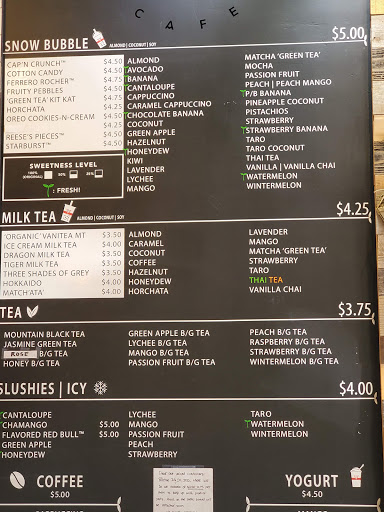 CAFE
SNOW BUBBLE ALMOND | COCONUT | SOY $5.00
CAP'N CRUNCH™ $4.50
COTTON CANDY $4.50
FERRERO ROCHER™ $4.75
FRUITY PEBBLES $4.50
'GREEN TEA' KIT KAT $4.75
HORCHATA $4.25
OREO COOKIES-N-CREAM $4.50
$4.25
REESE'S PIECES™ $4.50
STARBURST™ $4.50
SWEETNESS LEVEL
100% (ORIGINAL) 50% 25%
: FRESH!
ALMOND
AVOCADO
BANANA
CANTALOUPE
CAPPUCCINO
CARAMEL CAPPUCCINO
CHOCOLATE BANANA
COCONUT
GREEN APPLE
HAZELNUT
HONEYDEW
KIWI
LAVENDER
LYCHEE
MANGO
MATCHA 'GREEN TEA'
MOCHA
PASSION FRUIT
PEACH | PEACH MANGO
P/B BANANA
PINEAPPLE COCONUT
PISTACHIOS
STRAWBERRY
STRAWBERRY BANANA
TARO
TARO COCONUT
THAI TEA
VANILLA | VANILLA CHAI
WATERMELON
WINTERMELON
MILK TEA ALMOND | COCONUT | SOY $4.25
'ORGANIC' VANITEA MT $3.50
ICE CREAM MILK TEA $4.00
DRAGON MILK TEA $3.50
TIGER MILK TEA $3.50
THREE SHADES OF GREY $3.50
HOKKAIDO $4.00
MATCH'ATA' $4.00
ALMOND
CARAMEL
COCONUT
COFFEE
HAZELNUT
HONEYDEW
HORCHATA
LAVENDER
MANGO
MATCHA 'GREEN TEA'
STRAWBERRY
TARO
THAI TEA
VANILLA CHAI
TEA $3.75
MOUNTAIN BLACK TEA
JASMINE GREEN TEA
ROSE B/G TEA
HONEY B/G TEA
GREEN APPLE B/G TEA
LYCHEE B/G TEA
MANGO B/G TEA
PASSION FRUIT B/G TEA
PEACH B/G TEA
RASPBERRY B/G TEA
STRAWBERRY B/G TEA
WINTERMELON B/G TEA
SLUSHIES | ICY $4.00
CANTALOUPE
CHAMANGO $5.00
FLAVORED RED BULL™ $5.00
GREEN APPLE
HONEYDEW
LYCHEE
MANGO
PASSION FRUIT
PEACH
STRAWBERRY
TARO
WATERMELON
WINTERMELON
COFFEE
$5.00
YOGURT
$4.50